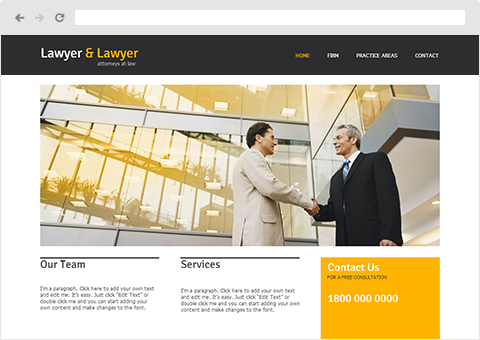 Lawyer & Lawyer
attorneys at law
HOME FIRM PRACTICE AREAS CONTACT
Our Team
I'm a paragraph. Click here to add your own text
and edit me. It's easy. Just click "Edit Text" or
double click me and you can start adding your
own content and make changes to the font.
Services
I'm a paragraph. Click here to add your own text
and edit me. It's easy. Just click "Edit Text" or
double click me and you can start adding your
own content and make changes to the font.
Contact Us
FOR A FREE CONSULTATION
1800 000 0000